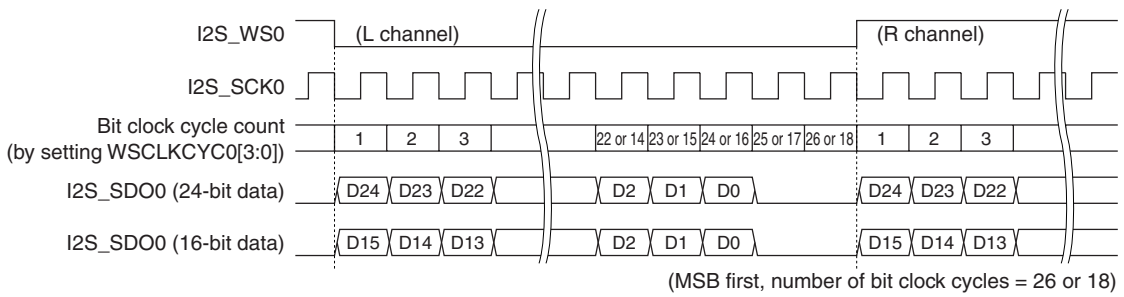 I2S_WS0 (L channel) (R channel)
I2S_SCK0
Bit clock cycle count
(by setting WSCLKCYC0[3:0]) 1 2 3 22 or 14 23 or 15 24 or 16 25 or 17 26 or 18 1 2 3
I2S_SDO0 (24-bit data) D24 D23 D22 D2 D1 D0 D24 D23 D22
I2S_SDO0 (16-bit data) D15 D14 D13 D2 D1 D0 D15 D14 D13
(MSB first, number of bit clock cycles = 26 or 18)